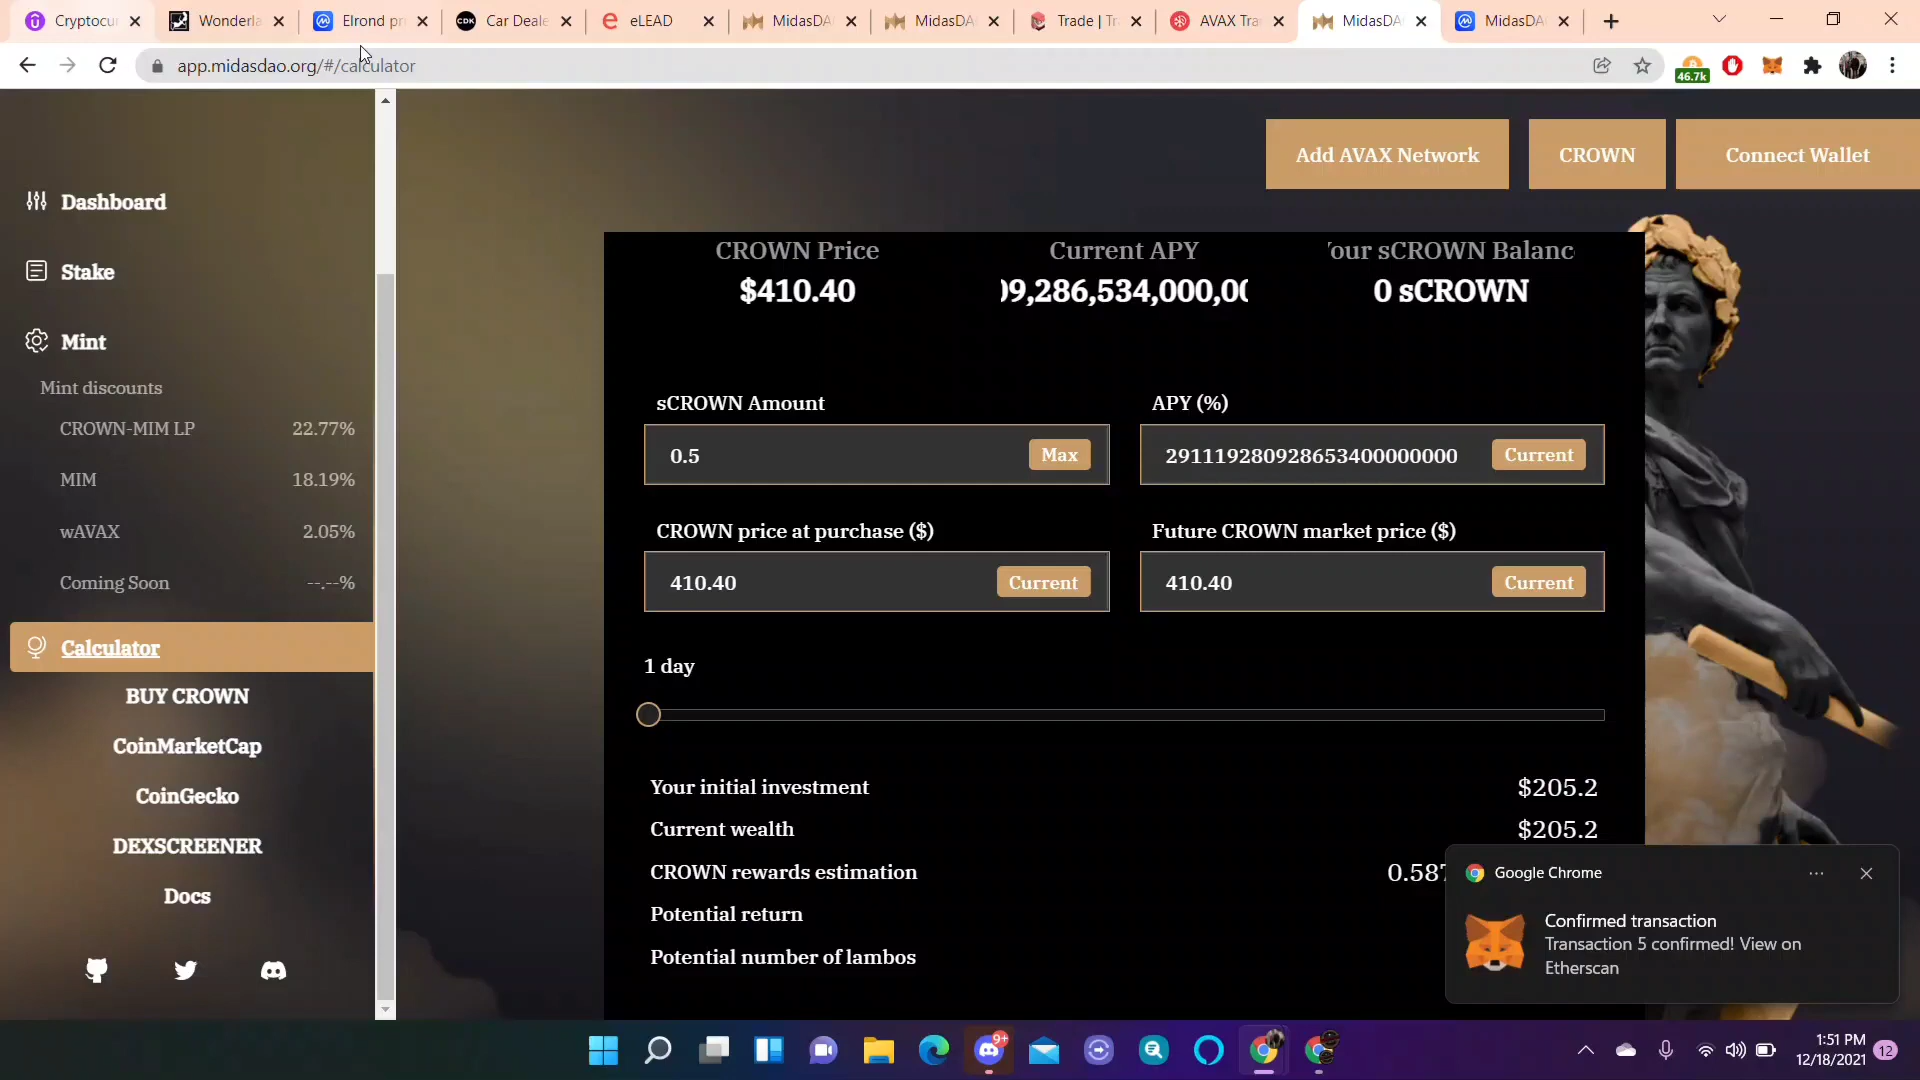 Cryptocu
Wonderla
Elrond pr
Car Deale
eLEAD
MidasDA
MidasDA
Trade | Tr
AVAX Tra
MidasDA
MidasDA
app.midasdao.org/#/calculator
46.7k
Add AVAX Network
CROWN
Connect Wallet
Dashboard
Stake
Mint
Mint discounts
CROWN-MIM LP 22.77%
MIM 18.19%
wAVAX 2.05%
Coming Soon --.--%
Calculator
BUY CROWN
CoinMarketCap
CoinGecko
DEXSCREENER
Docs
CROWN Price
$410.40
Current APY
09,286,534,000,00
Your sCROWN Balanc
0 sCROWN
sCROWN Amount
0.5 Max
APY (%)
291119280928653400000000 Current
CROWN price at purchase ($)
410.40 Current
Future CROWN market price ($)
410.40 Current
1 day
Your initial investment $205.2
Current wealth $205.2
CROWN rewards estimation 0.587
Potential return
Potential number of lambos
Google Chrome
Confirmed transaction
Transaction 5 confirmed! View on
Etherscan
CDK
9+
1:51 PM
12/18/2021
12